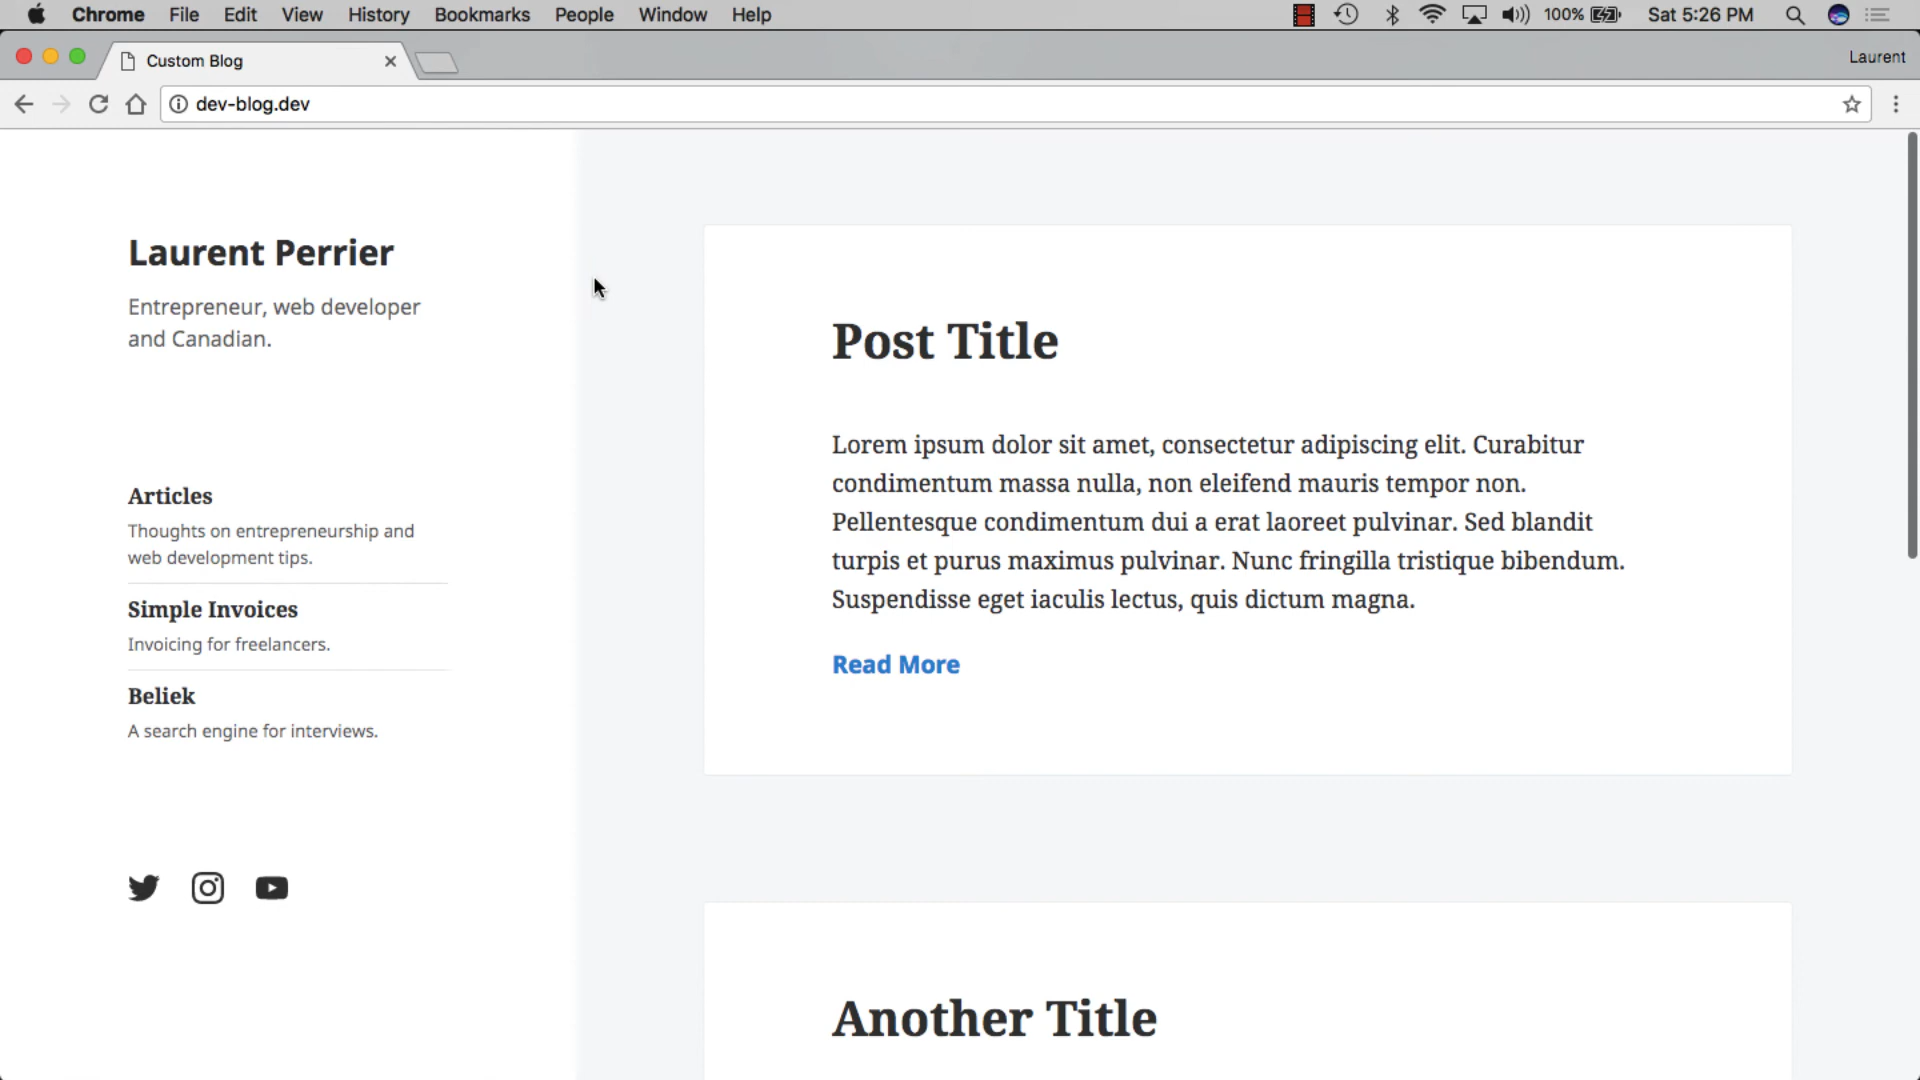 Chrome File Edit View History Bookmarks People Window Help 100% Sat 5:26 PM
Custom Blog Laurent
dev-blog.dev
Laurent Perrier
Entrepreneur, web developer
and Canadian.
Articles
Thoughts on entrepreneurship and
web development tips.
Simple Invoices
Invoicing for freelancers.
Beliek
A search engine for interviews.
Post Title
Lorem ipsum dolor sit amet, consectetur adipiscing elit. Curabitur
condimentum massa nulla, non eleifend mauris tempor non.
Pellentesque condimentum dui a erat laoreet pulvinar. Sed blandit
turpis et purus maximus pulvinar. Nunc fringilla tristique bibendum.
Suspendisse eget iaculis lectus, quis dictum magna.
Read More
Another Title